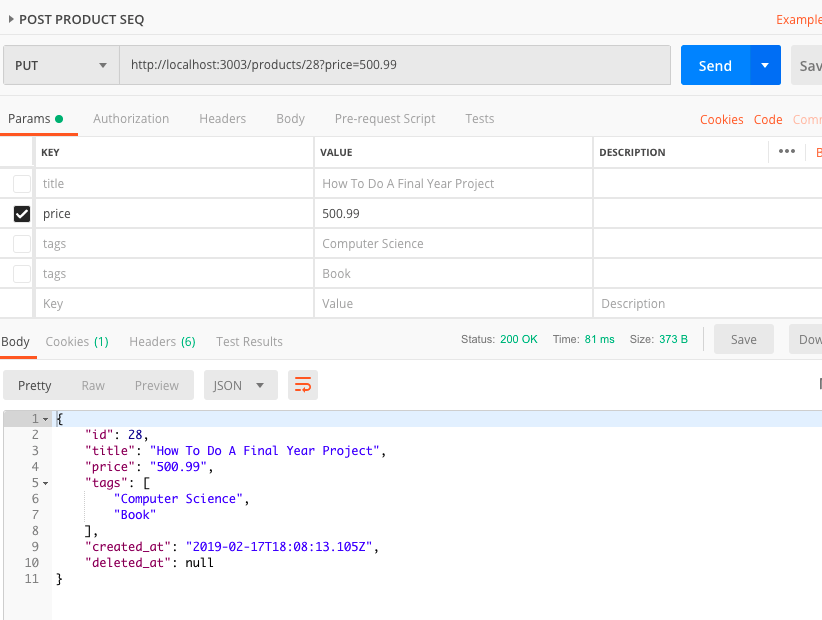 POST PRODUCT SEQ Example
PUT http://localhost:3003/products/28?price=500.99 Send Sav
Params Authorization Headers Body Pre-request Script Tests Cookies Code Comm
KEY VALUE DESCRIPTION ••• B
title How To Do A Final Year Project
price 500.99
tags Computer Science
tags Book
Key Value Description
Body Cookies (1) Headers (6) Test Results Status: 200 OK Time: 81 ms Size: 373 B Save Dow
Pretty Raw Preview JSON
1 {
2 "id": 28,
3 "title": "How To Do A Final Year Project",
4 "price": "500.99",
5 "tags": [
6 "Computer Science",
7 "Book"
8 ],
9 "created_at": "2019-02-17T18:08:13.105Z",
10 "deleted_at": null
11 }